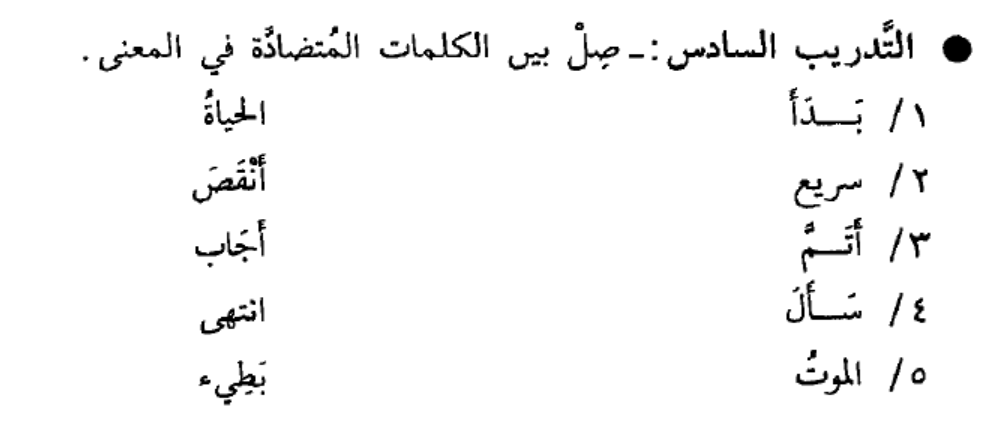 ● التَّدريب السادس :ـ صِلْ بين الكلمات المُتضادَّة في المعنى .
١ / بَــدَأَ الحياةُ
٢ / سريع أَنْقَصَ
٣ / أَتَــمَّ أَجَاب
٤ / سَــأَلَ انتهى
٥ / الموتُ بَطِيء